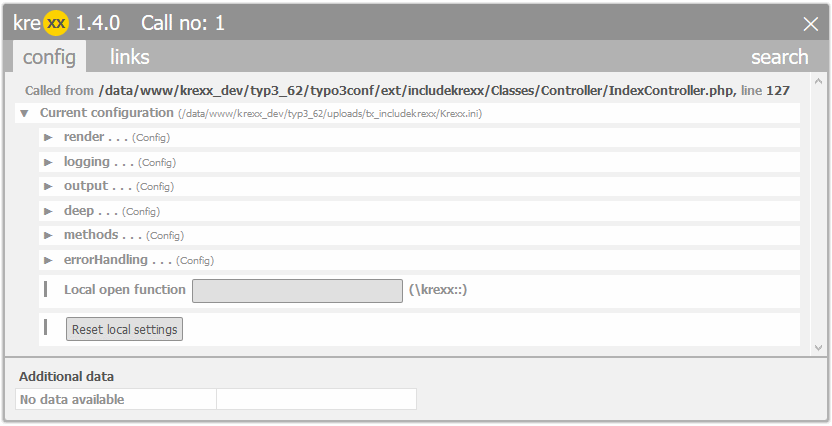 krexx 1.4.0 Call no: 1
config links search
Called from /data/www/krexx_dev/typ3_62/typo3conf/ext/includekrexx/Classes/Controller/IndexController.php, line 127
Current configuration (/data/www/krexx_dev/typ3_62/uploads/tx_includekrexx/Krexx.ini)
render . . . (Config)
logging . . . (Config)
output . . . (Config)
deep . . . (Config)
methods . . . (Config)
errorHandling . . . (Config)
Local open function (\krexx::)
Reset local settings
Additional data
No data available